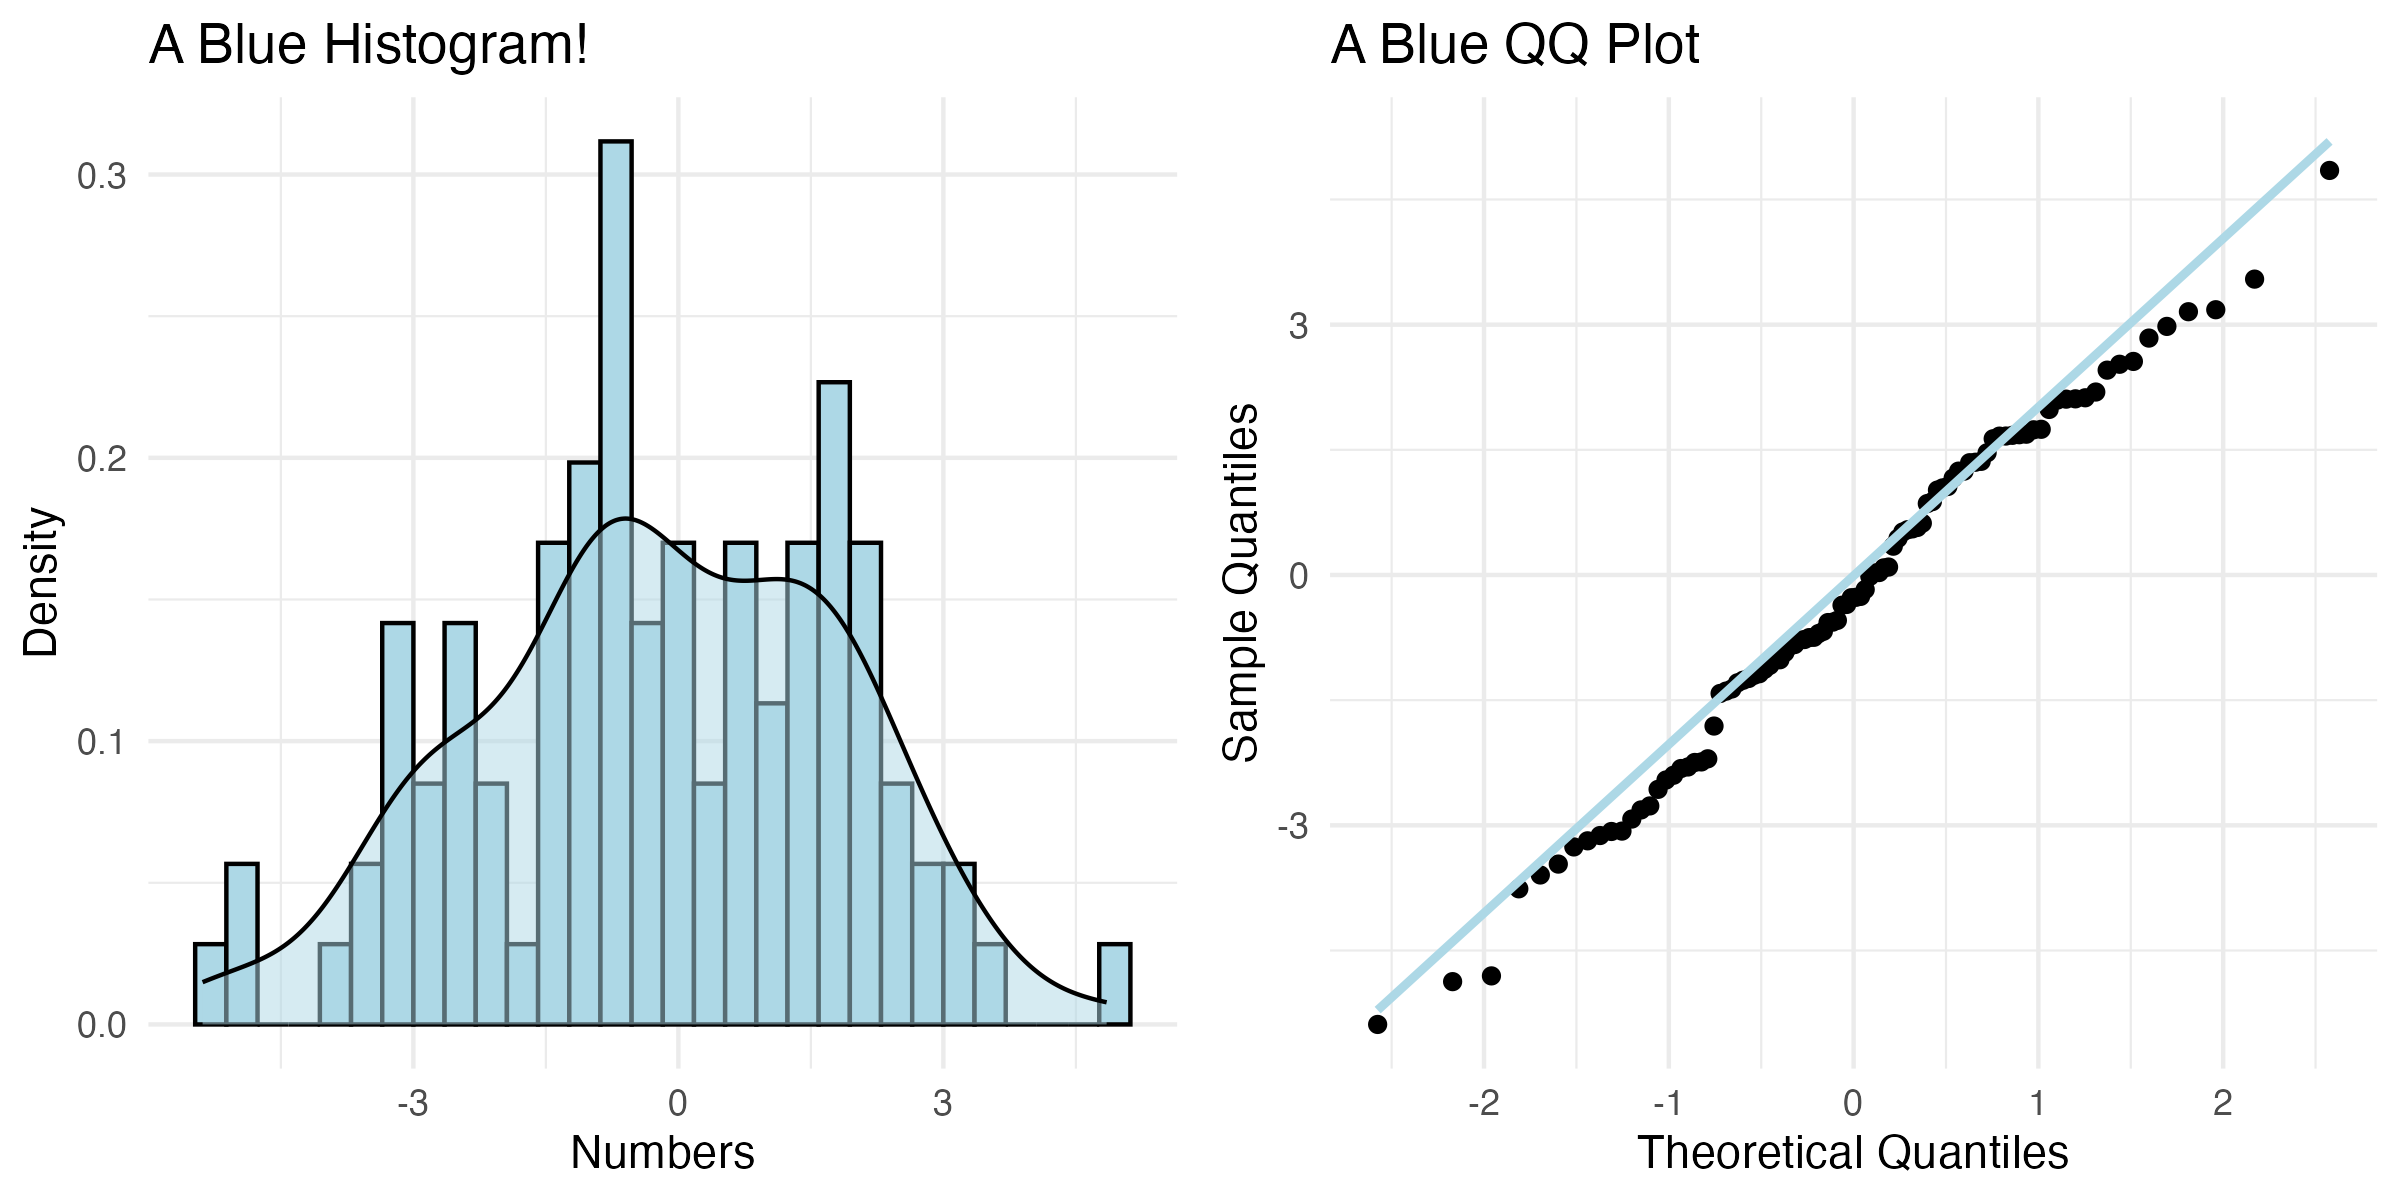 A Blue Histogram!
Density
0.3
0.2
0.1
0.0
-3 0 3
Numbers
A Blue QQ Plot
Sample Quantiles
3
0
-3
-2 -1 0 1 2
Theoretical Quantiles